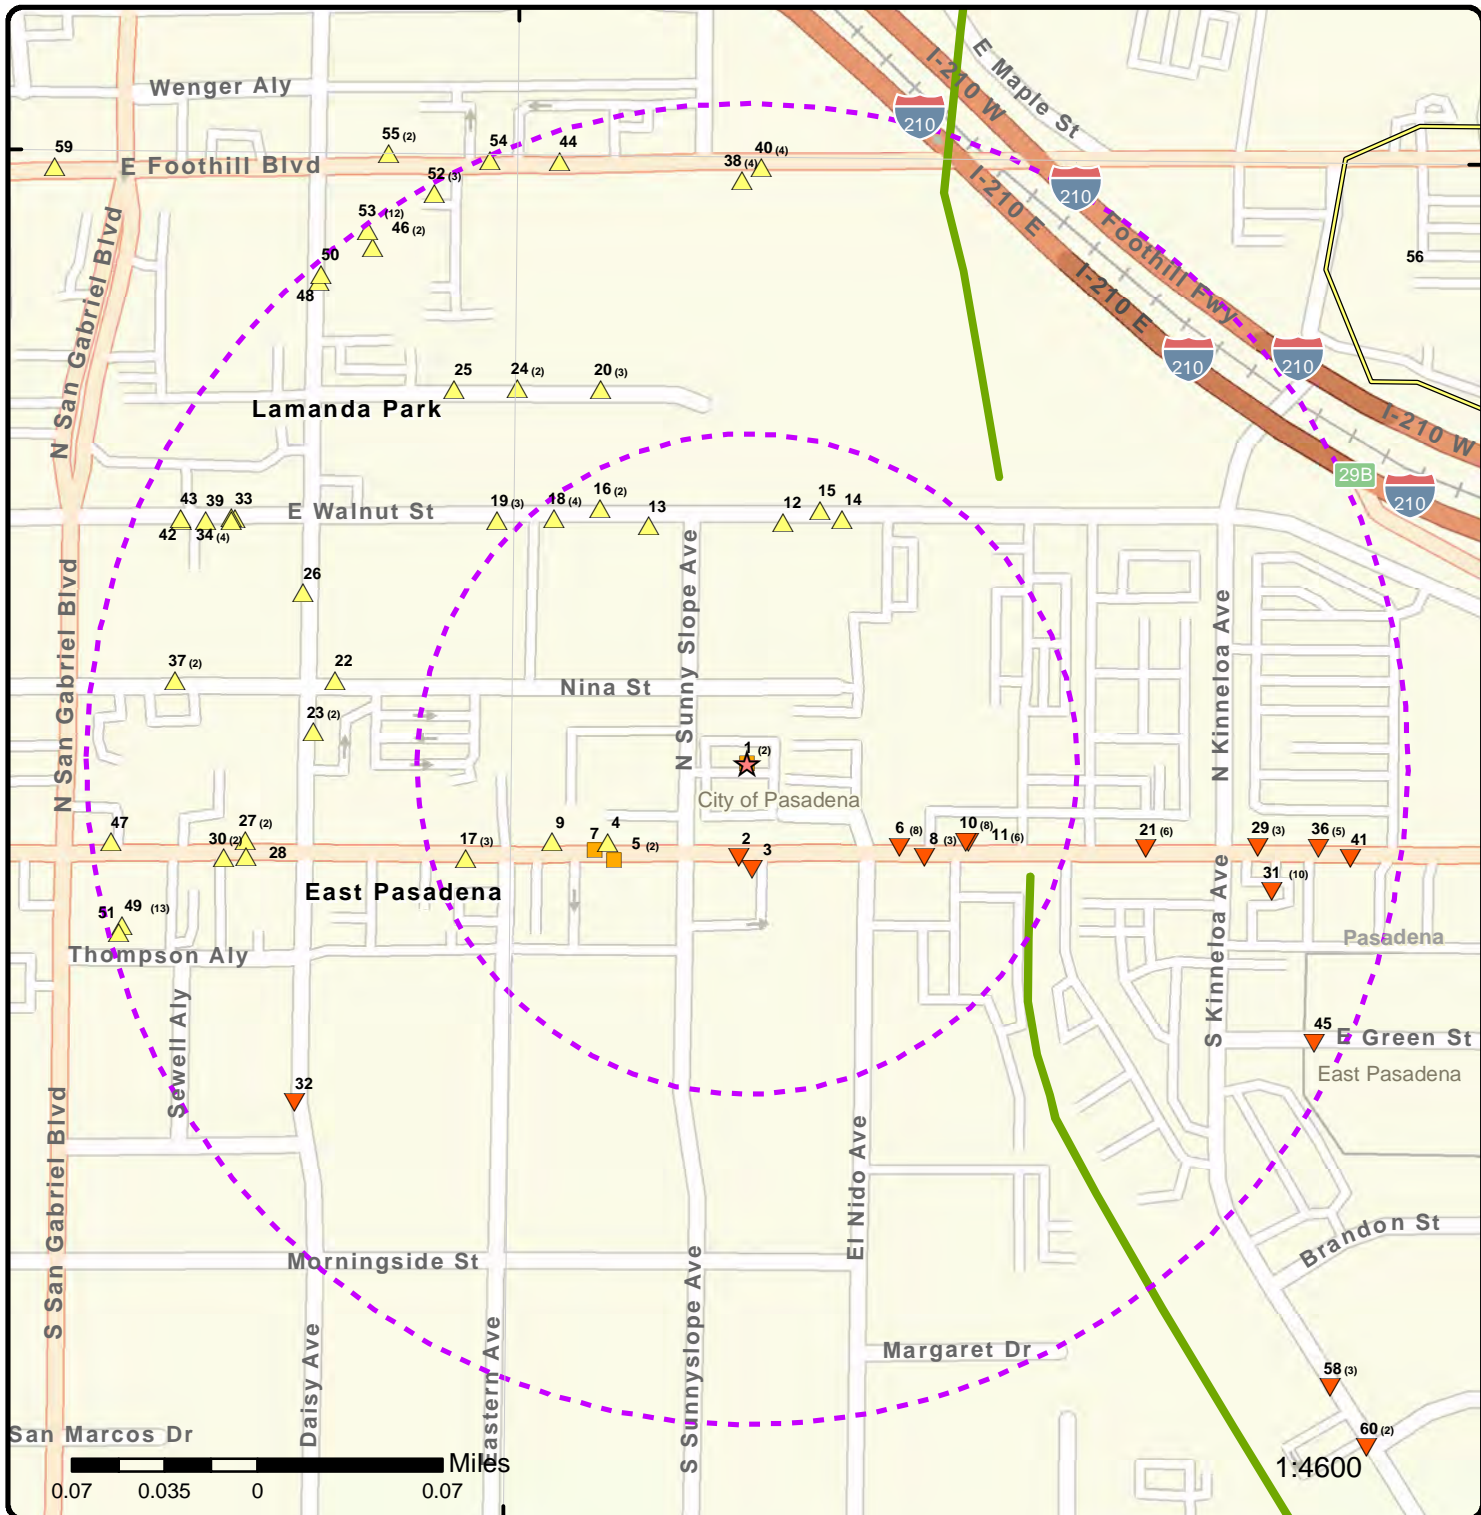 E Maple St
I-210 W
210
Wenger Aly
59
E Foothill Blvd
55 (2)
54
44
38 (4)
40 (4)
52 (3)
53 (12)
46 (2)
50
48
210
I-210 E
Foothill Fwy
I-210 E
56
N San Gabriel Blvd
N San Gabriel Blvd
210
210
25
24 (2)
20 (3)
Lamanda Park
I-210 W
29B
210
43
39
33
E Walnut St
42
34 (4)
19 (3)
18 (4)
16 (2)
13
12
15
14
26
N San Gabriel Blvd
N Sunny Slope Ave
N Kinneloa Ave
37 (2)
22
Nina St
23 (2)
1 (2)
City of Pasadena
47
30 (2)
27 (2)
28
17 (3)
9
7
4
5 (2)
2
3
6 (8)
8 (3)
10 (8)
11 (6)
21 (6)
29 (3)
36 (5)
41
31 (10)
East Pasadena
51
49 (13)
Thompson Aly
Pasadena
S Kinneloa Ave
45
E Green St
East Pasadena
Sewell Aly
32
S San Gabriel Blvd
El Nido Ave
Brandon St
Morningside St
S Sunnyslope Ave
Daisy Ave
Eastern Ave
Margaret Dr
58 (3)
60 (2)
San Marcos Dr
Miles
0.07
0.035
0
0.07
1:4600